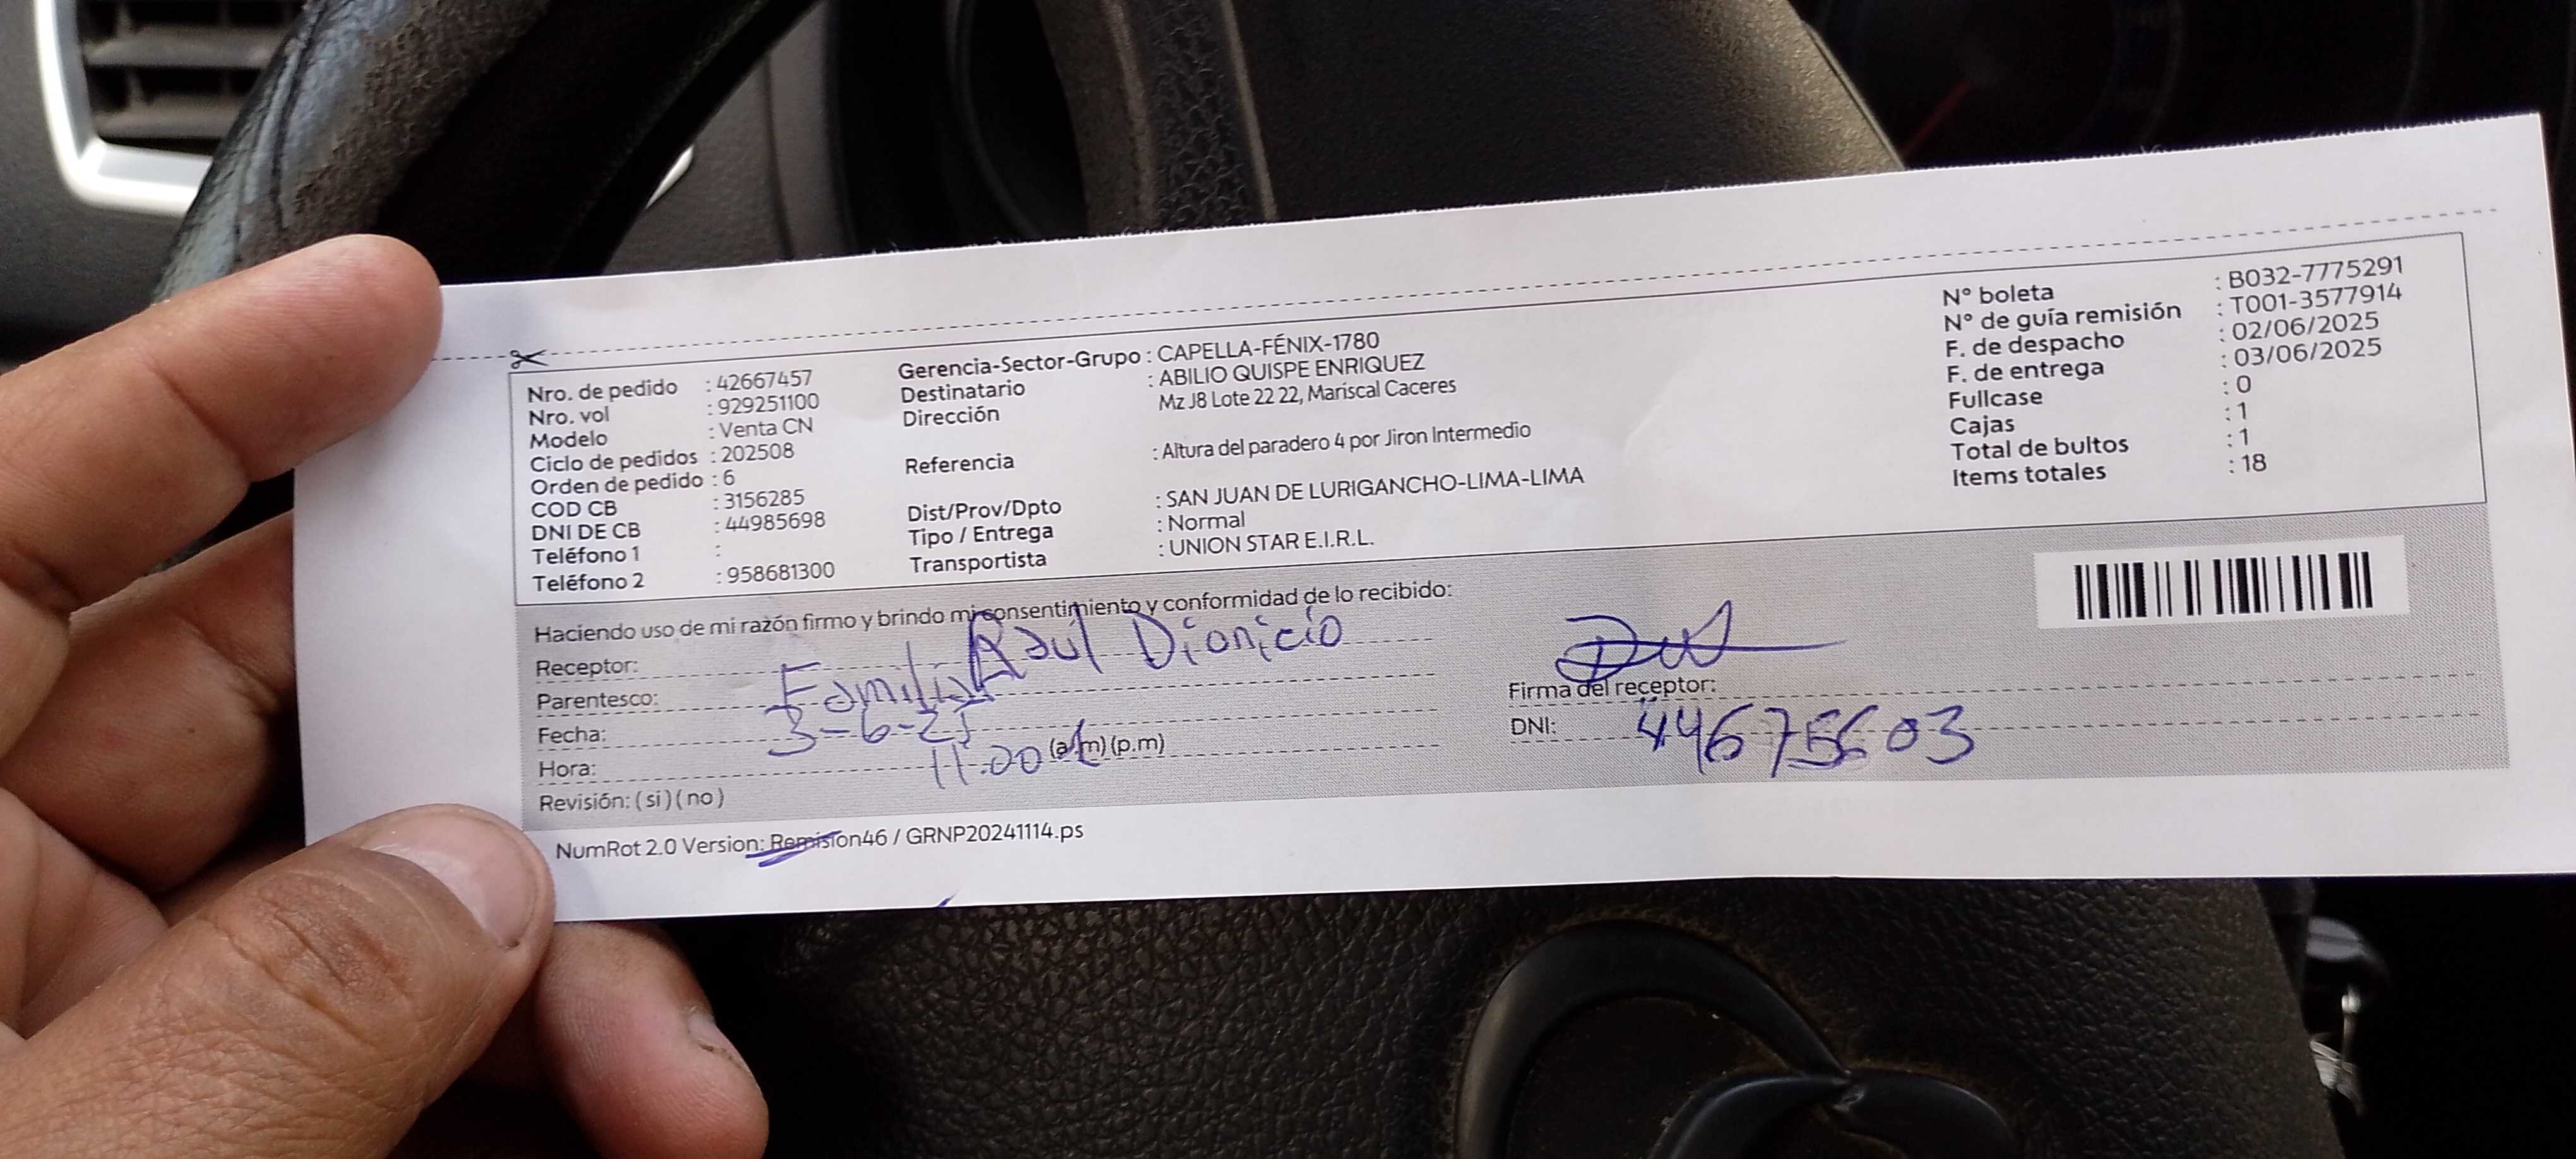 Nro. de pedido : 42667457
Nro. vol : 929251100
Modelo : Venta CN
Ciclo de pedidos : 202508
Orden de pedido : 6
COD CB : 3156285
DNI DE CB : 44985698
Teléfono 1 :
Teléfono 2 : 958681300
Gerencia-Sector-Grupo : CAPELLA-FÉNIX-1780
Destinatario : ABILIO QUISPE ENRIQUEZ
Dirección Mz J8 Lote 22 22, Mariscal Caceres
Referencia : Altura del paradero 4 por Jiron Intermedio
Dist/Prov/Dpto : SAN JUAN DE LURIGANCHO-LIMA-LIMA
Tipo / Entrega : Normal
Transportista : UNION STAR E.I.R.L.
N° boleta : B032-7775291
N° de guía remisión : T001-3577914
F. de despacho : 02/06/2025
F. de entrega : 03/06/2025
Fullcase : 0
Cajas : 1
Total de bultos : 1
Items totales : 18
Haciendo uso de mi razón firmo y brindo mi consentimiento y conformidad de lo recibido:
Receptor: Raúl Dionicio
Parentesco: Familiar
Fecha: 3-6-25
Hora: 11:00 (a.m) (p.m)
Revisión: (si) (no)
Firma del receptor:
DNI:
NumRot 2.0 Version: Remision46 / GRNP20241114.ps